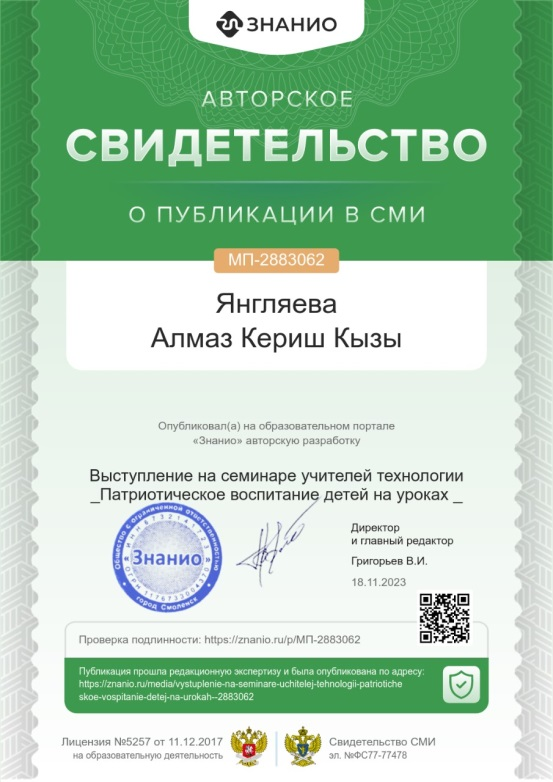 ЗНАНИО
АВТОРСКОЕ
СВИДЕТЕЛЬСТВО
О ПУБЛИКАЦИИ В СМИ
МП-2883062
Янгляева
Алмаз Кериш Кызы
Опубликовал(а) на образовательном портале
«Знанио» авторскую разработку
Выступление на семинаре учителей технологии
_Патриотическое воспитание детей на уроках _
Общество с ограниченной ответственностью
Знанио
город Смоленск
Директор
и главный редактор
Григорьев В.И.
18.11.2023
Проверка подлинности: https://znanio.ru/p/МП-2883062
Публикация прошла редакционную экспертизу и была опубликована по адресу:
https://znanio.ru/media/vystuplenie-na-seminare-uchitelej-tehnologii-patriotiche
skoe-vospitanie-detej-na-urokah--2883062
Лицензия №5257 от 11.12.2017
на образовательную деятельность
Свидетельство СМИ
эл. №ФС77-77478